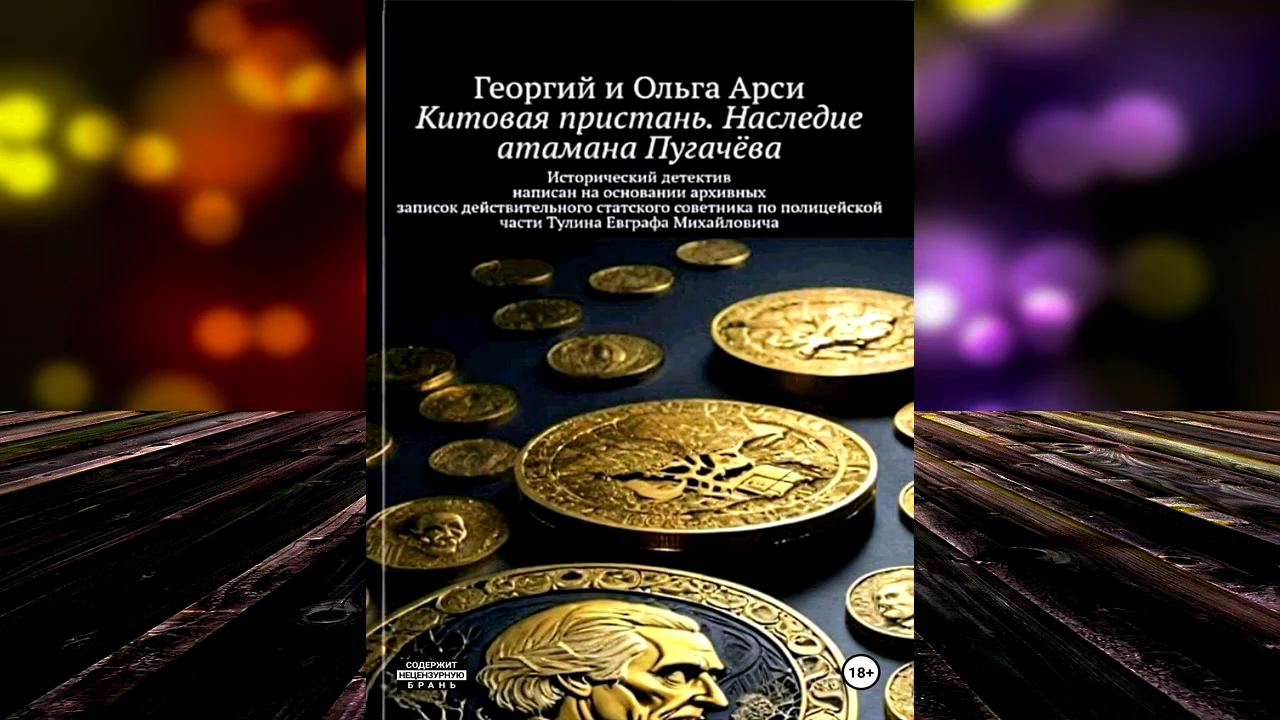 Георгий и Ольга Арси
Китовая пристань. Наследие
атамана Пугачёва
Исторический детектив
написан на основании архивных
записок действительного статского советника по полицейской
части Тулина Евграфа Михайловича
СОДЕРЖИТ
НЕЦЕНЗУРНУЮ
БРАНЬ
18+